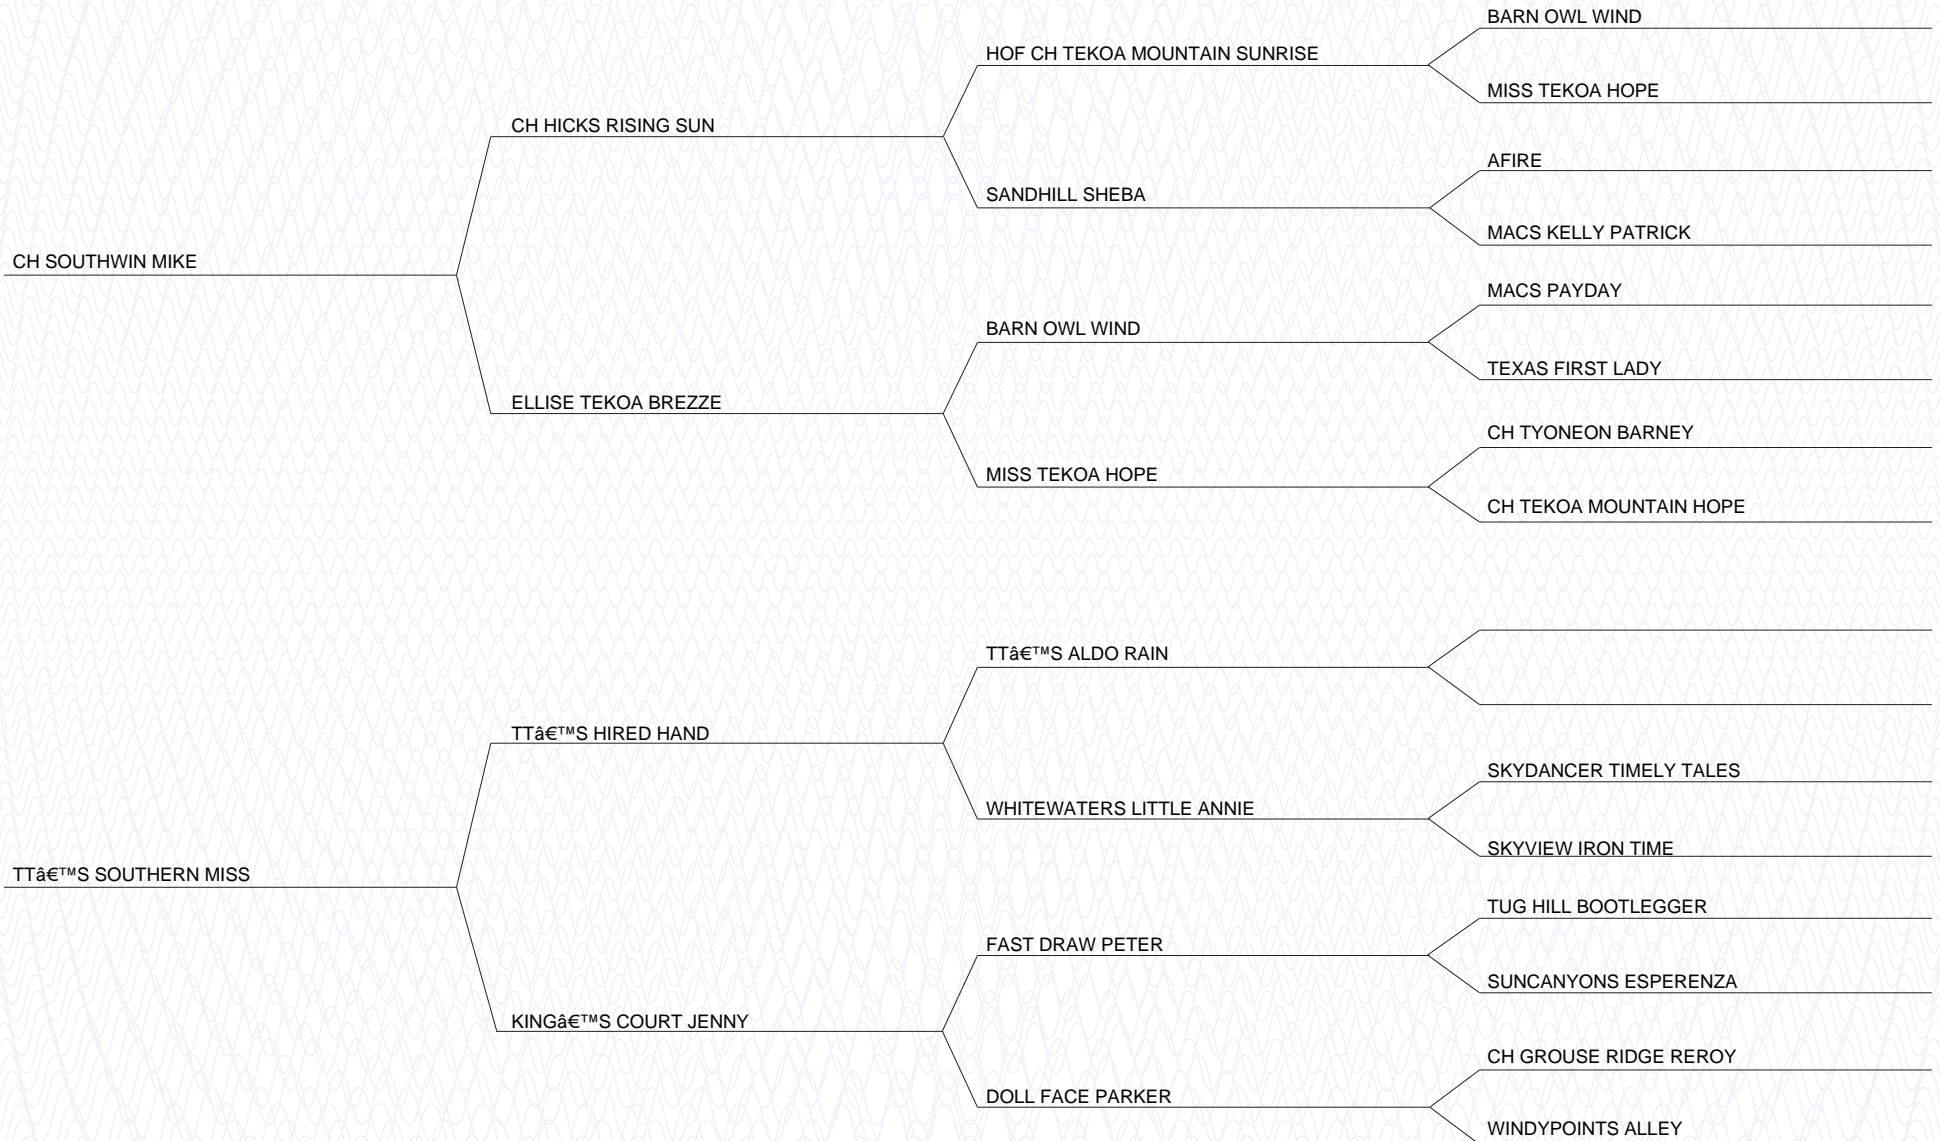 BARN OWL WIND
HOF CH TEKOA MOUNTAIN SUNRISE
MISS TEKOA HOPE
CH HICKS RISING SUN
AFIRE
SANDHILL SHEBA
MACS KELLY PATRICK
CH SOUTHWIN MIKE
MACS PAYDAY
BARN OWL WIND
TEXAS FIRST LADY
ELLISE TEKOA BREZZE
CH TYONEON BARNEY
MISS TEKOA HOPE
CH TEKOA MOUNTAIN HOPE
TTâ€™S ALDO RAIN
TTâ€™S HIRED HAND
SKYDANCER TIMELY TALES
WHITEWATERS LITTLE ANNIE
SKYVIEW IRON TIME
TTâ€™S SOUTHERN MISS
TUG HILL BOOTLEGGER
FAST DRAW PETER
SUNCANYONS ESPERENZA
KINGâ€™S COURT JENNY
CH GROUSE RIDGE REROY
DOLL FACE PARKER
WINDYPOINTS ALLEY